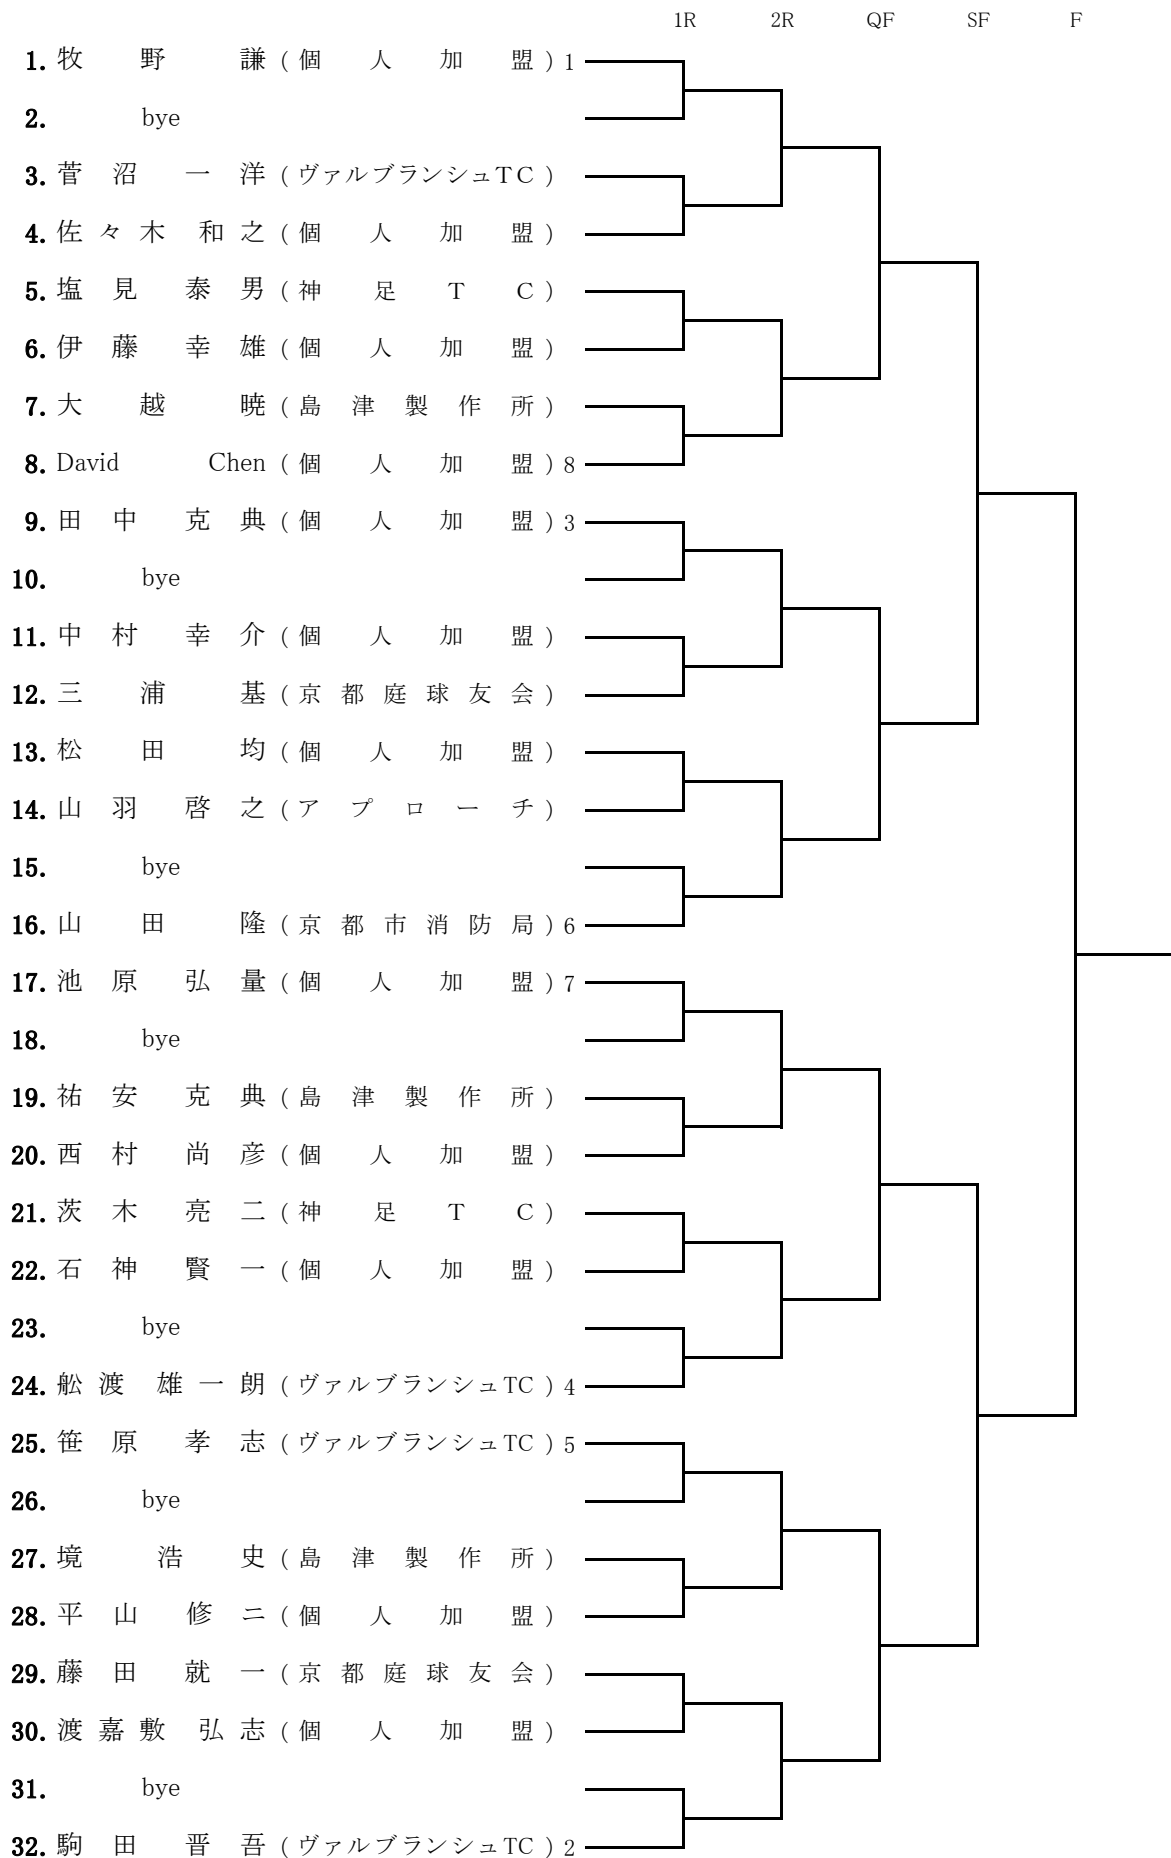 1R 2R QF SF F
1. 牧野 謙 (個人加盟) 1
2. bye
3. 菅沼 一洋 (ヴァルブランシュTC)
4. 佐々木 和之 (個人加盟)
5. 塩見 泰男 (神足TC)
6. 伊藤 幸雄 (個人加盟)
7. 大越 暁 (島津製作所)
8. David Chen (個人加盟) 8
9. 田中 克典 (個人加盟) 3
10. bye
11. 中村 幸介 (個人加盟)
12. 三浦 基 (京都庭球友会)
13. 松田 均 (個人加盟)
14. 山羽 啓之 (アプローチ)
15. bye
16. 山田 隆 (京都市消防局) 6
17. 池原 弘量 (個人加盟) 7
18. bye
19. 祐安 克典 (島津製作所)
20. 西村 尚彦 (個人加盟)
21. 茨木 亮二 (神足TC)
22. 石神 賢一 (個人加盟)
23. bye
24. 舩渡 雄一朗 (ヴァルブランシュTC) 4
25. 笹原 孝志 (ヴァルブランシュTC) 5
26. bye
27. 境 浩史 (島津製作所)
28. 平山 修ニ (個人加盟)
29. 藤田 就一 (京都庭球友会)
30. 渡嘉敷 弘志 (個人加盟)
31. bye
32. 駒田 晋吾 (ヴァルブランシュTC) 2